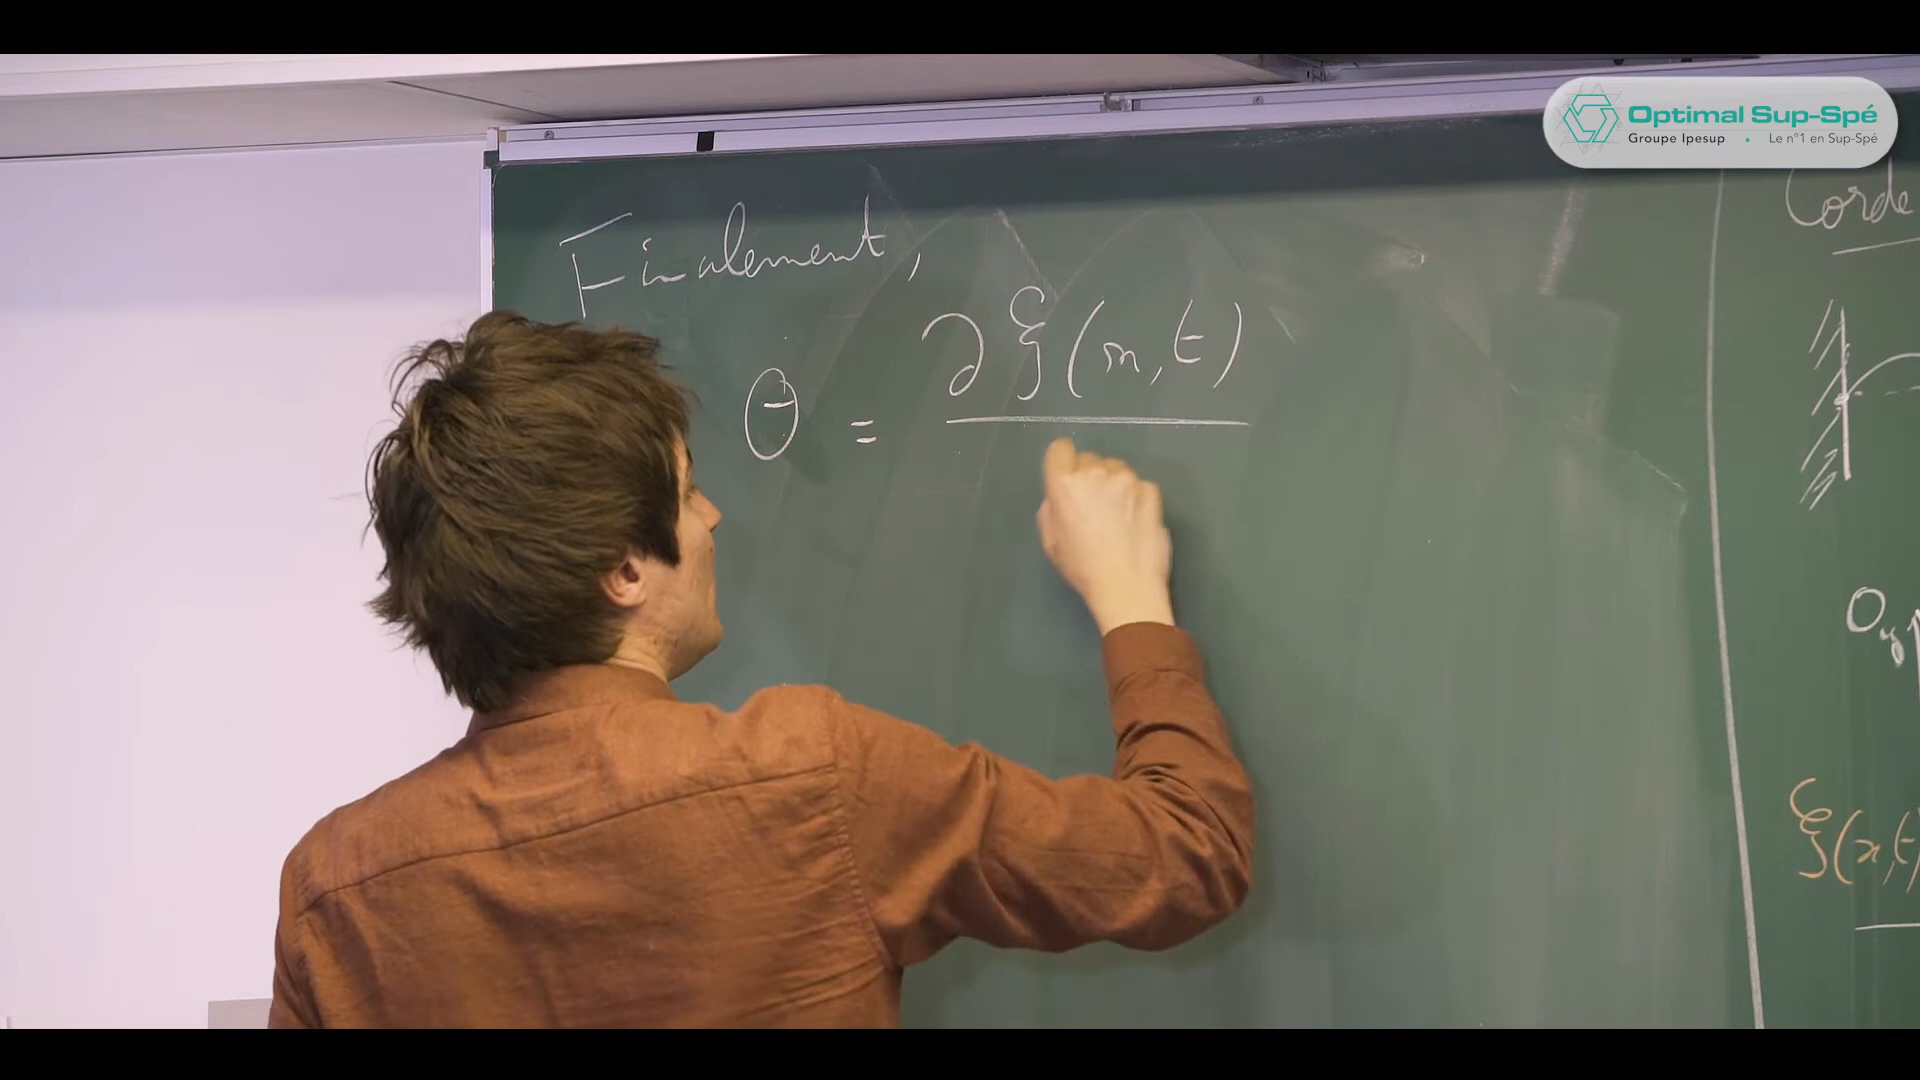 Optimal Sup-Spé
Groupe Ipesup • Le n°1 en Sup-Spé
Finalement,
θ = ∂ξ(x,t)
Corde
ξ(x,t)